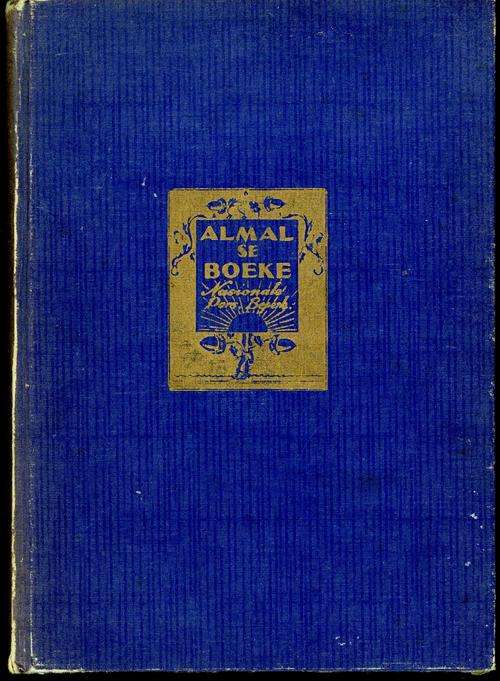 ALMAL
SE
BOEKE
Nasionale
Pers, Beperk.